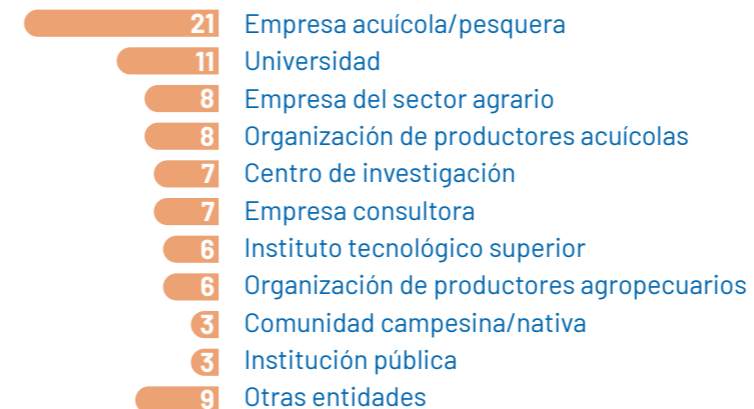 21 Empresa acuícola/pesquera
11 Universidad
8 Empresa del sector agrario
8 Organización de productores acuícolas
7 Centro de investigación
7 Empresa consultora
6 Instituto tecnológico superior
6 Organización de productores agropecuarios
3 Comunidad campesina/nativa
3 Institución pública
9 Otras entidades